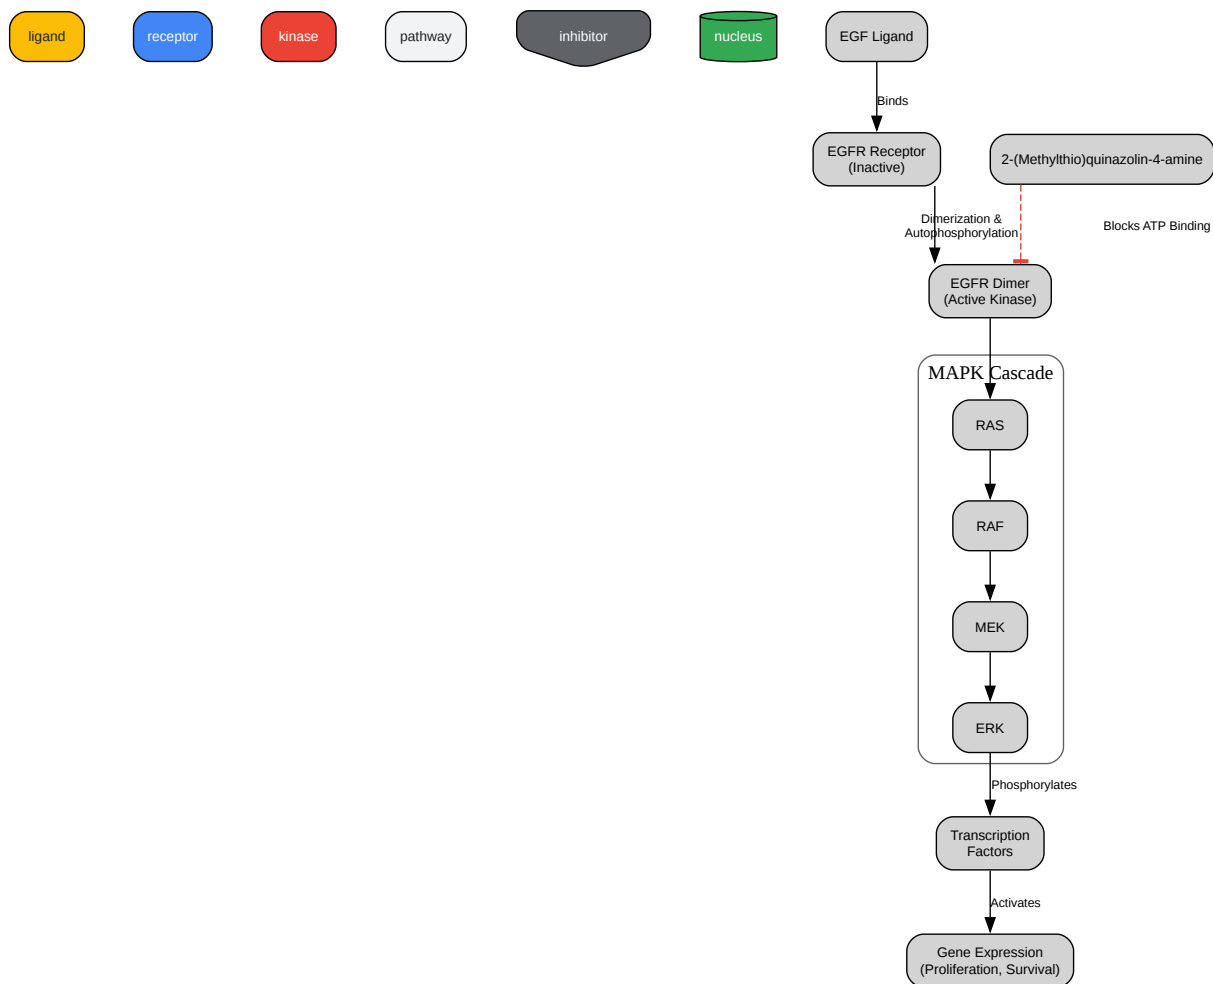 ligand
receptor
kinase
pathway
inhibitor
nucleus
EGF Ligand
Binds
EGFR Receptor
(Inactive)
2-(Methylthio)quinazolin-4-amine
Dimerization &
Autophosphorylation
Blocks ATP Binding
EGFR Dimer
(Active Kinase)
MAPK Cascade
RAS
RAF
MEK
ERK
Phosphorylates
Transcription
Factors
Activates
Gene Expression
(Proliferation, Survival)